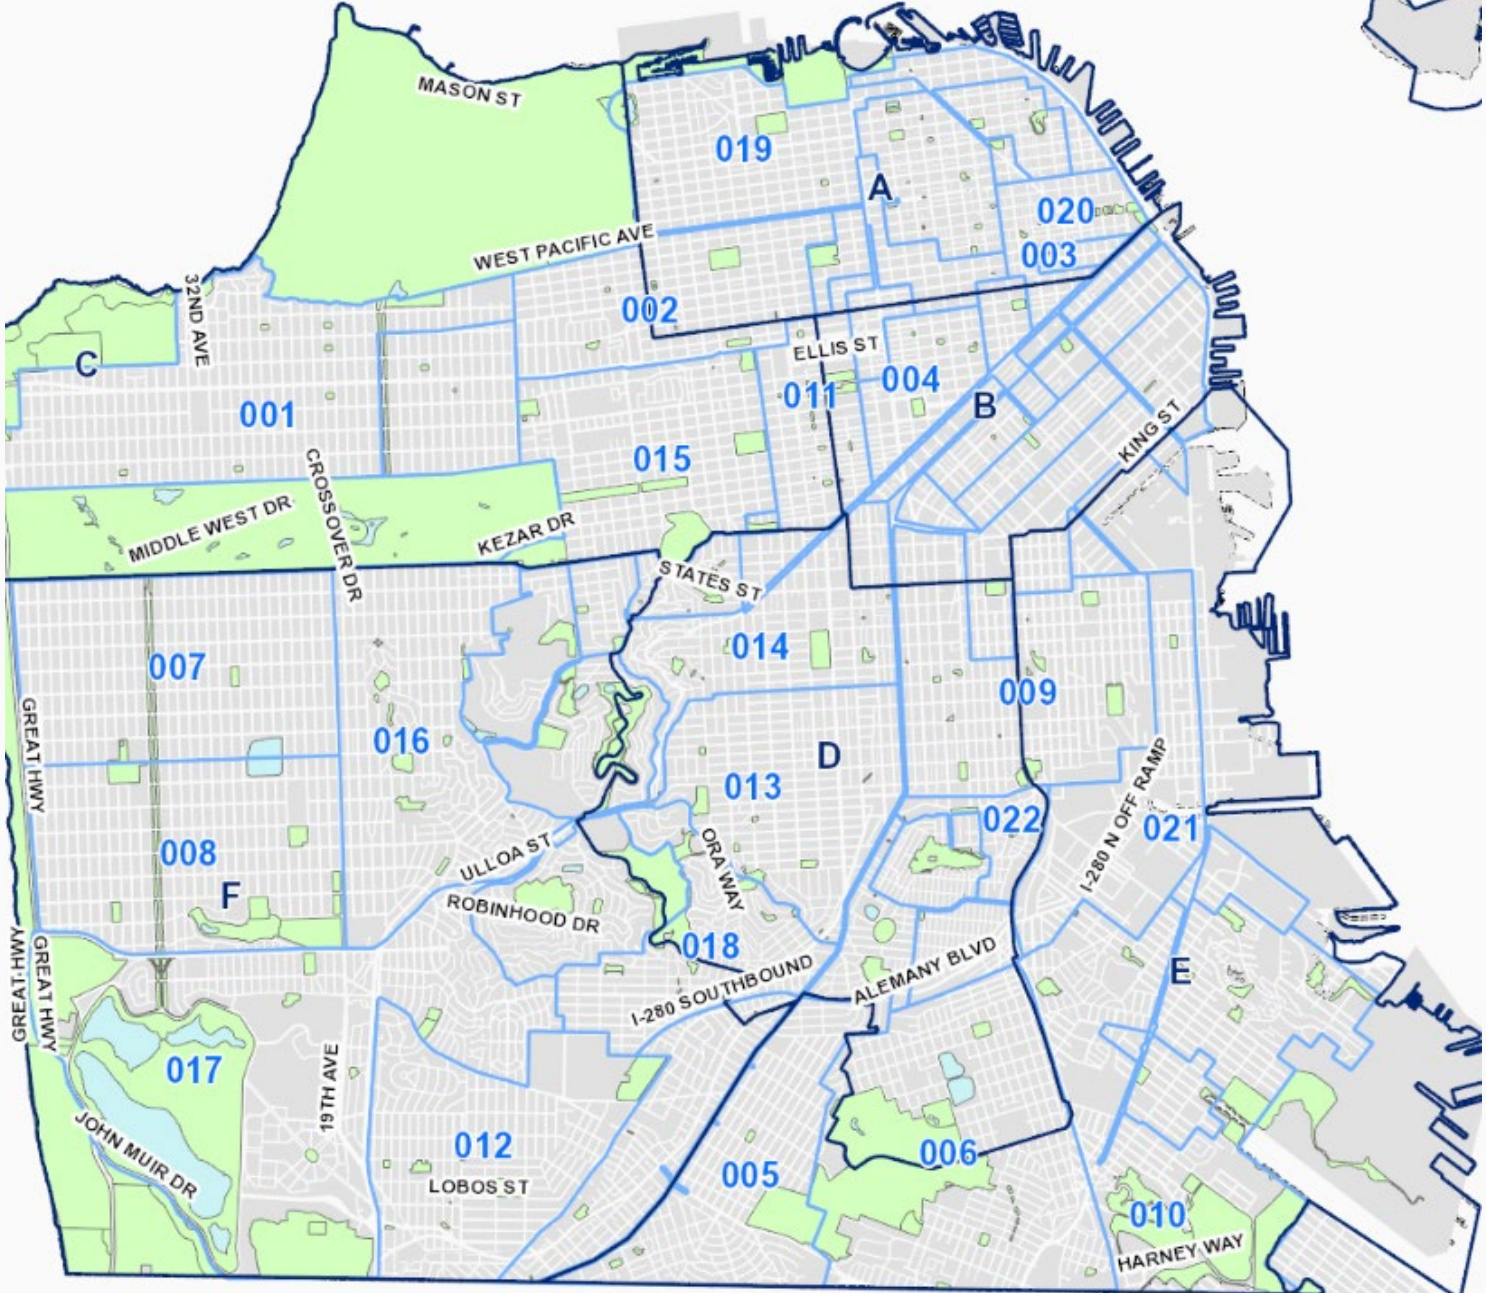 MASON ST
019
A
020
WEST PACIFIC AVE
003
32ND AVE
002
C
ELLIS ST
004
011
B
001
KING ST
015
CROSSOVER DR
MIDDLE WEST DR
KEZAR DR
STATES ST
014
007
009
GREAT HWY
016
D
013
I-280 N OFF RAMP
022
021
ULLOA ST
008
ORA WAY
F
ROBINHOOD DR
018
GREAT HWY
GREAT HWY
I-280 SOUTHBOUND
ALEMANY BLVD
E
017
19TH AVE
JOHN MUIR DR
012
006
LOBOS ST
005
010
HARNEY WAY